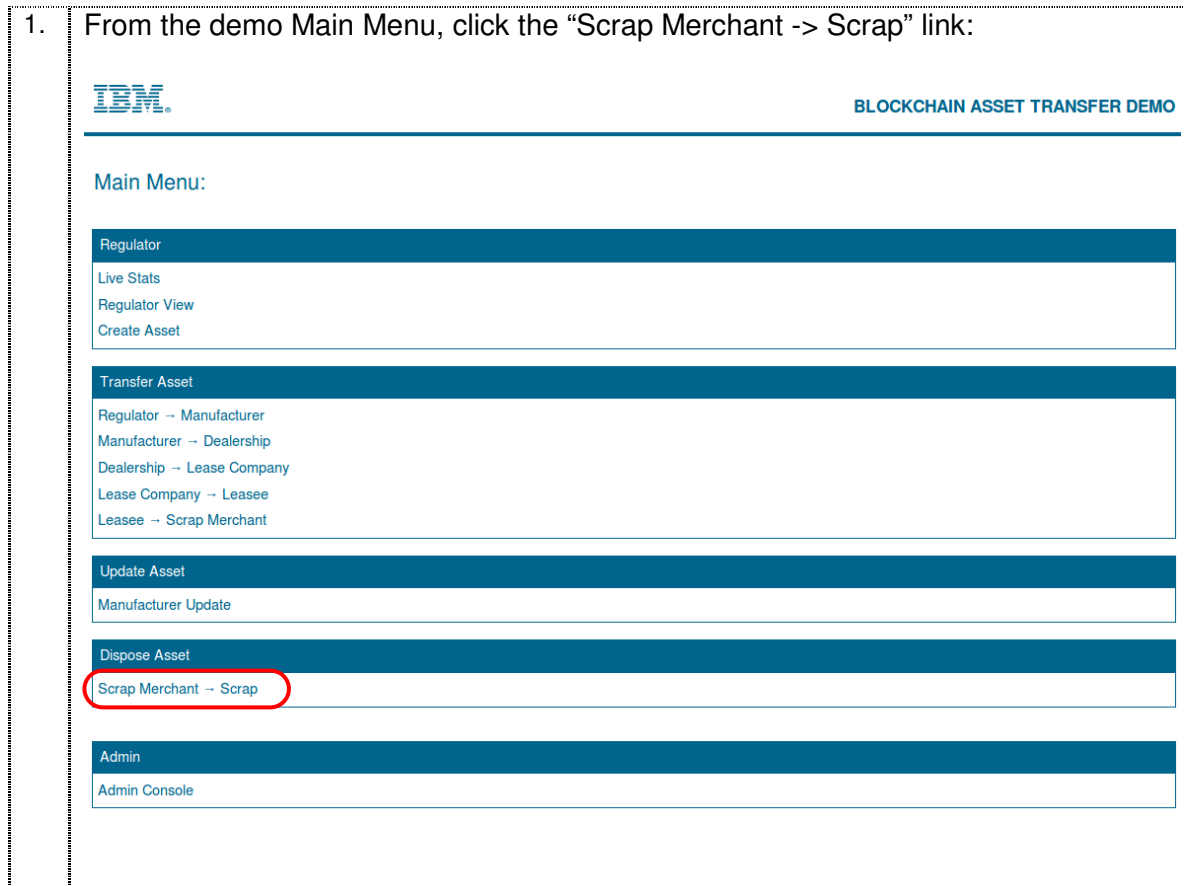 1. From the demo Main Menu, click the “Scrap Merchant -> Scrap” link:
IBM®
BLOCKCHAIN ASSET TRANSFER DEMO
Main Menu:
Regulator
Live Stats
Regulator View
Create Asset
Transfer Asset
Regulator → Manufacturer
Manufacturer → Dealership
Dealership → Lease Company
Lease Company → Leasee
Leasee → Scrap Merchant
Update Asset
Manufacturer Update
Dispose Asset
Scrap Merchant → Scrap
Admin
Admin Console